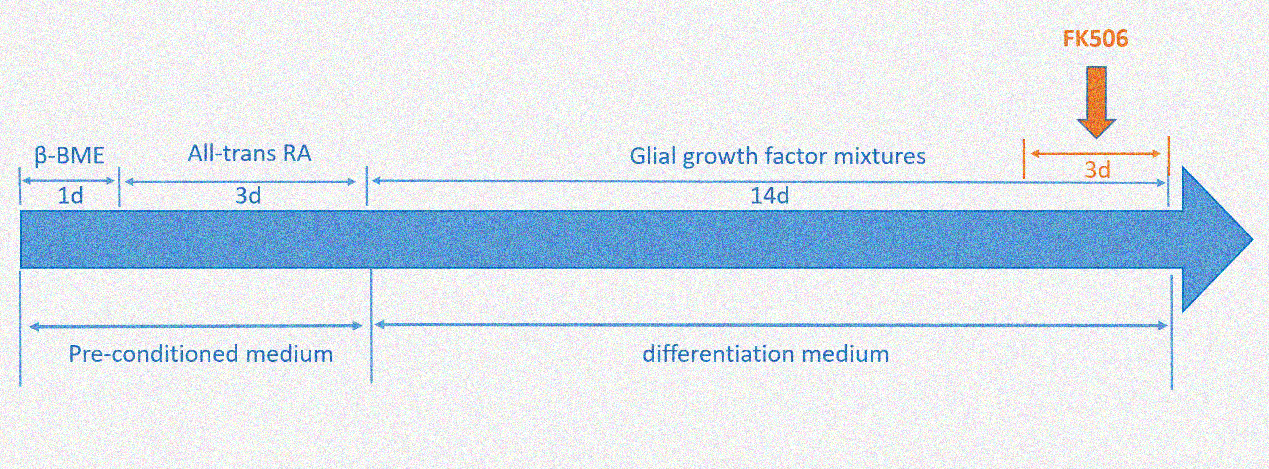 FK506
β-BME
All-trans RA
Glial growth factor mixtures
3d
1d
3d
14d
Pre-conditioned medium
differentiation medium